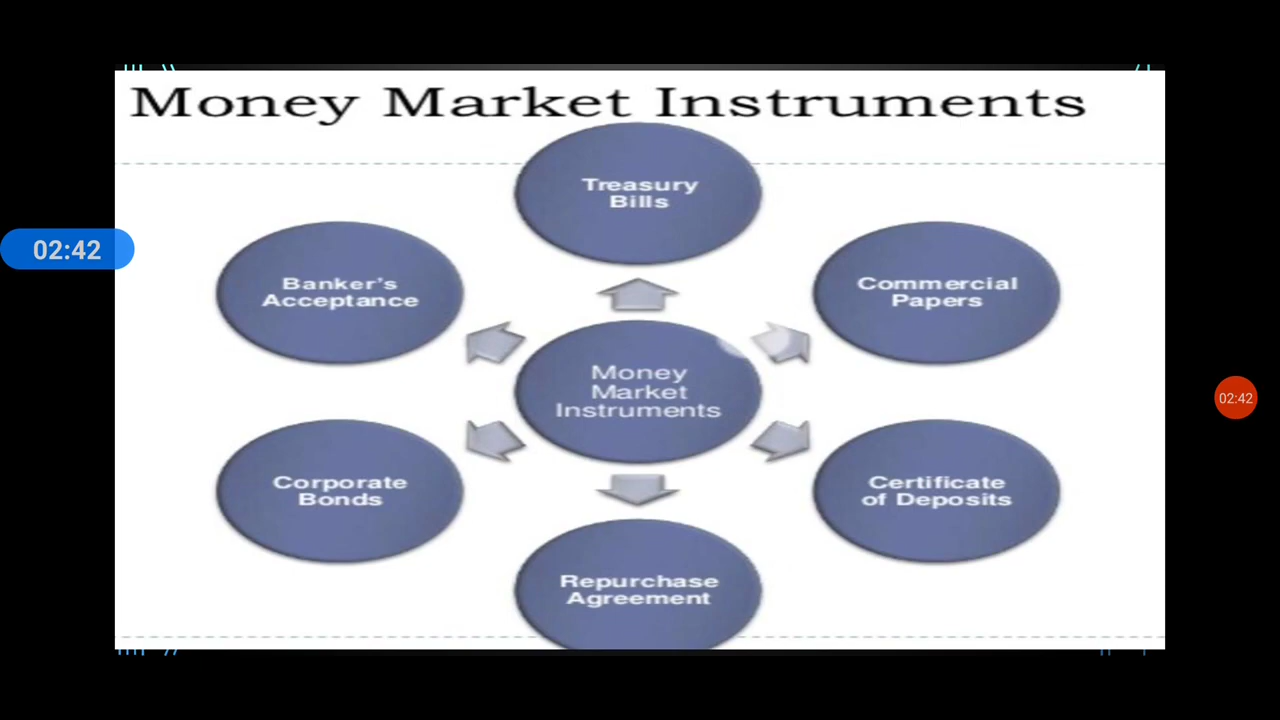 Money Market Instruments
Treasury
Bills
02:42
Banker's
Acceptance
Commercial
Papers
Money
Market
Instruments
02:42
Corporate
Bonds
Certificate
of Deposits
Repurchase
Agreement